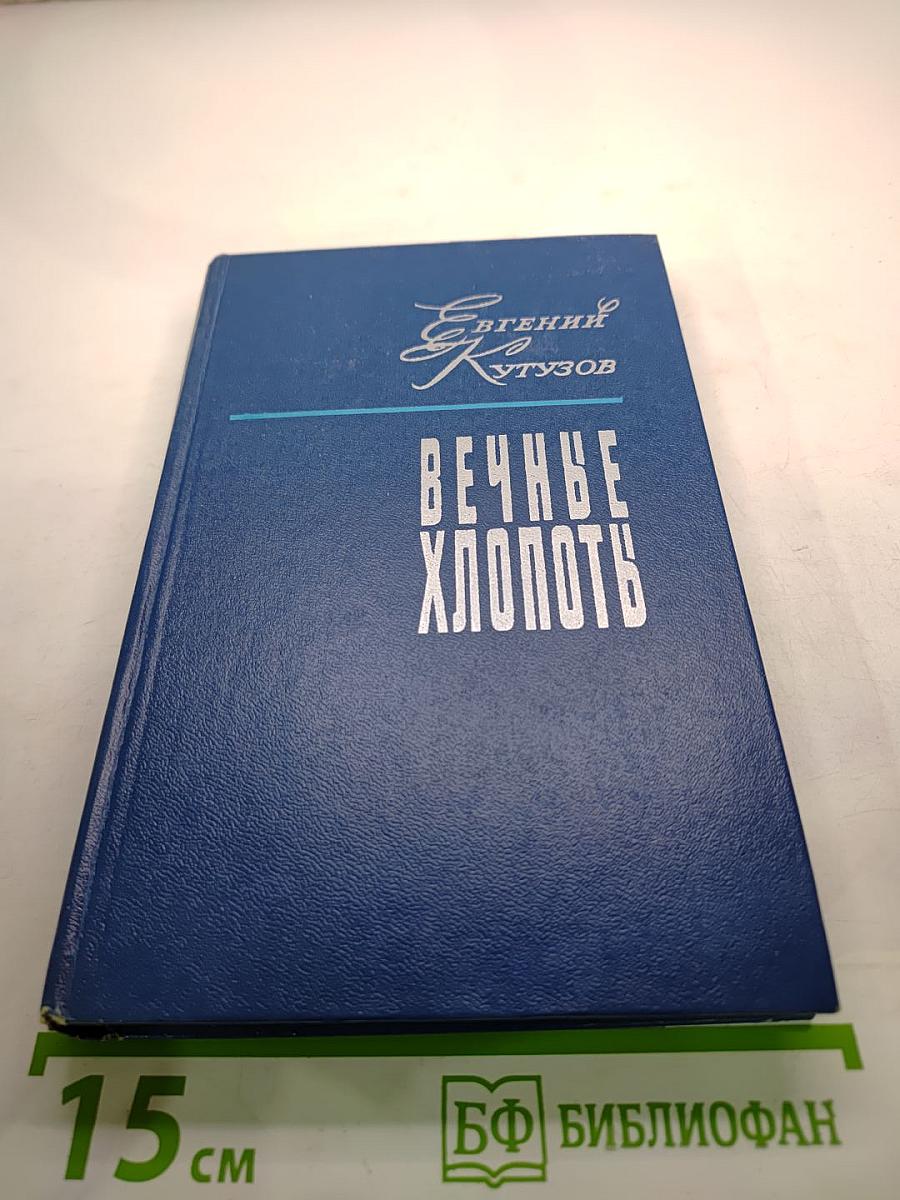 Евгений
Кутузов
ВЕЧНЫЕ
ХЛОПОТЫ
15 см
БФ БИБЛИОФАН